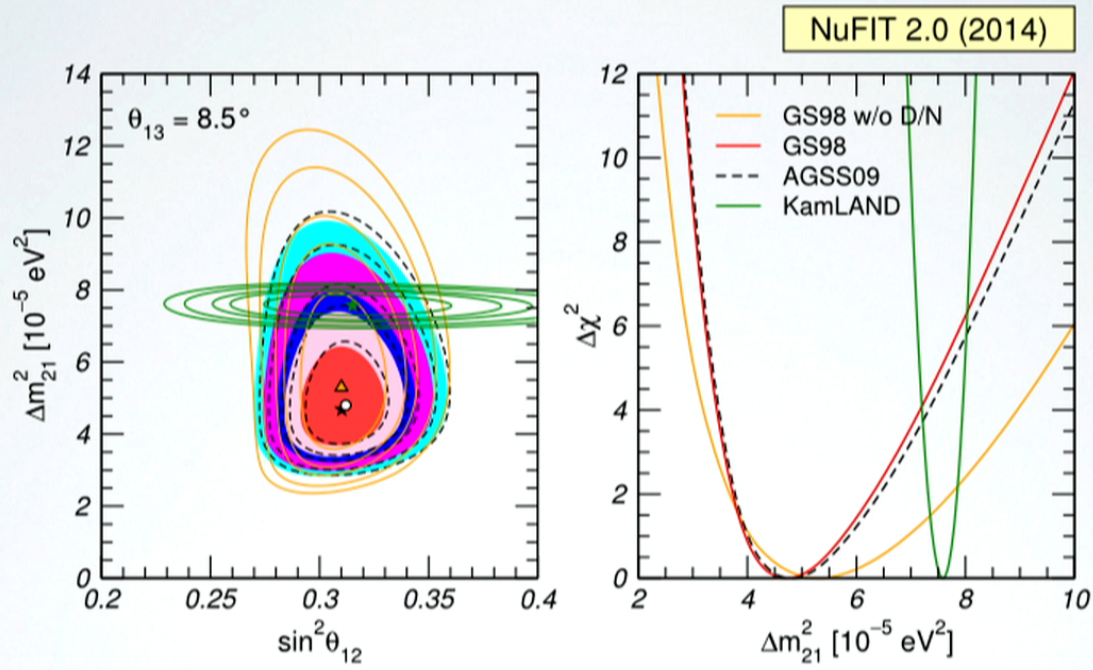 NuFIT 2.0 (2014)
14
12
10
8
6
4
2
0
0.2
0.25
0.3
0.35
0.4
θ13 = 8.5°
Δm²21 [10⁻⁵ eV²]
sin²θ12
12
10
8
6
4
2
0
2
4
6
8
10
GS98 w/o D/N
GS98
AGSS09
KamLAND
Δχ²
Δm²21 [10⁻⁵ eV²]